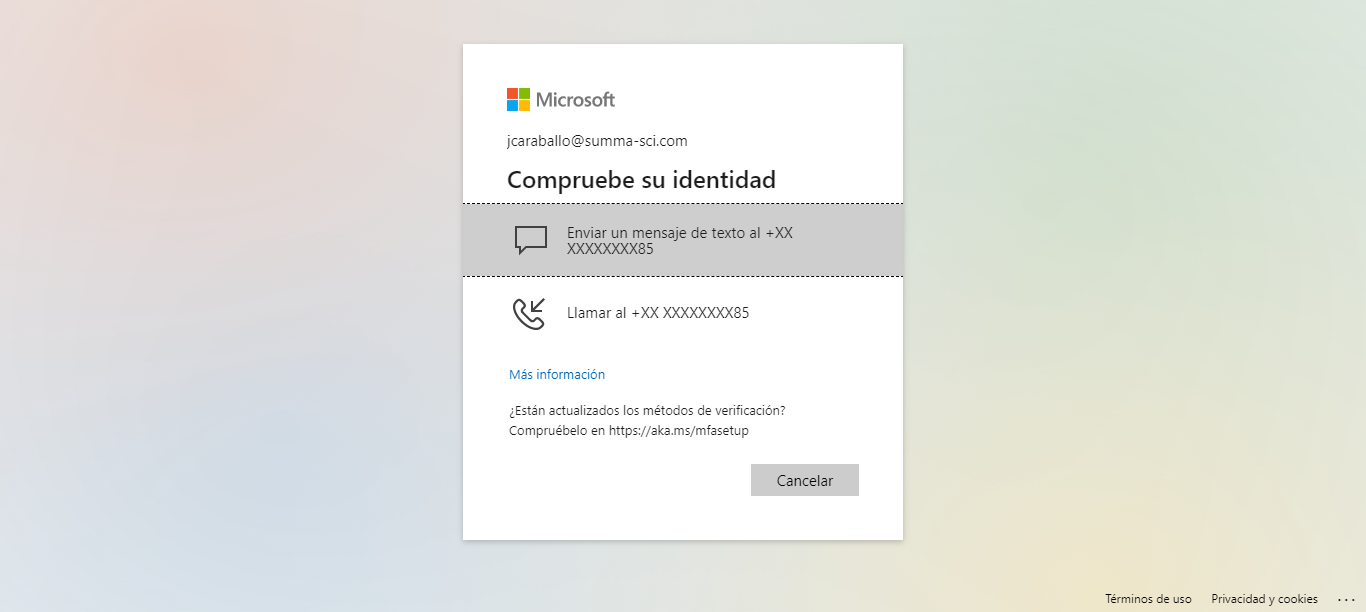 Microsoft
jcaraballo@summa-sci.com
Compruebe su identidad
Enviar un mensaje de texto al +XX
XXXXXXXX85
Llamar al +XX XXXXXXXX85
Más información
¿Están actualizados los métodos de verificación?
Compruébelo en https://aka.ms/mfasetup
Cancelar
Términos de uso Privacidad y cookies ...